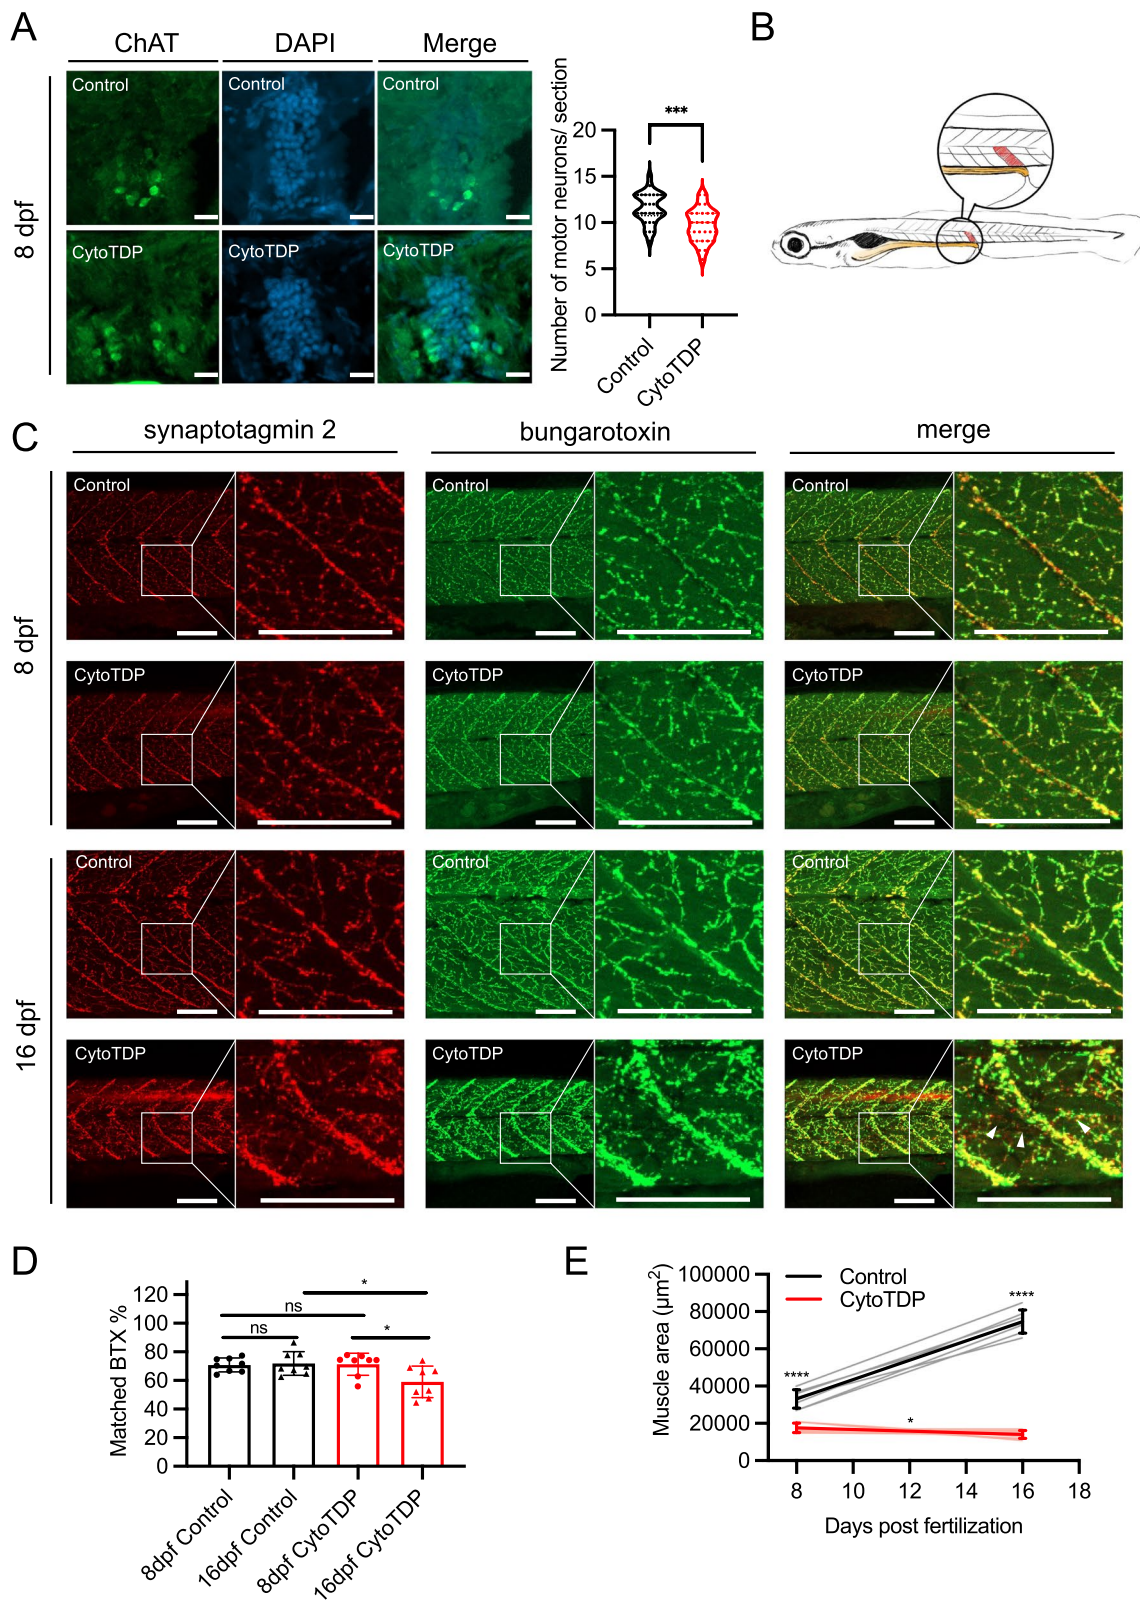 A
ChAT DAPI Merge
8 dpf
Control Control Control
CytoTDP CytoTDP CytoTDP
Number of motor neurons/ section
***
20
15
10
5
0
Control
CytoTDP
B
C
synaptotagmin 2 bungarotoxin merge
8 dpf
Control Control Control
CytoTDP CytoTDP CytoTDP
16 dpf
Control Control Control
CytoTDP CytoTDP CytoTDP
D
Matched BTX %
120
100
80
60
40
20
0
*
ns
ns
*
8dpf Control
16dpf Control
8dpf CytoTDP
16dpf CytoTDP
E
Muscle area (µm²)
100000
80000
60000
40000
20000
0
Control
CytoTDP
****
****
*
8 10 12 14 16 18
Days post fertilization